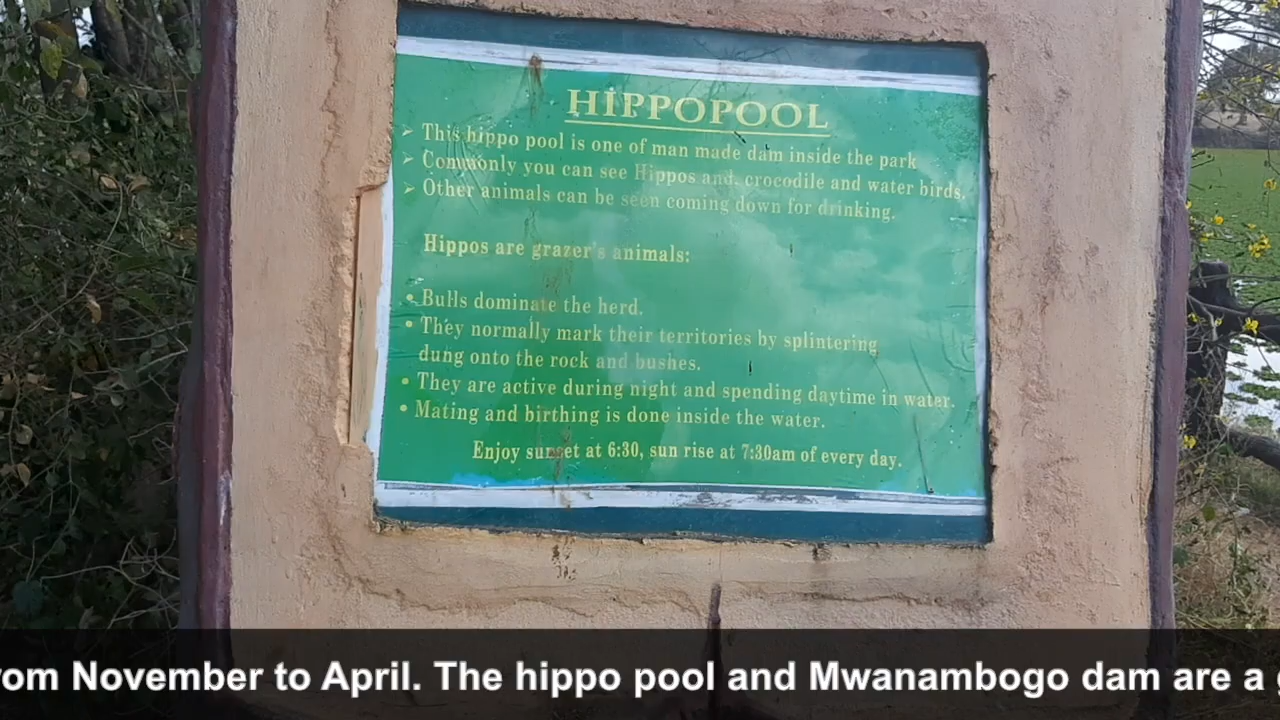 HIPPOPOOL
➢ This hippo pool is one of man made dam inside the park
➢ Commonly you can see Hippos and. crocodile and water birds.
➢ Other animals can be seen coming down for drinking.
Hippos are grazer's animals:
• Bulls dominate the herd.
• They normally mark their territories by splintering
dung onto the rock and bushes.
• They are active during night and spending daytime in water.
• Mating and birthing is done inside the water.
Enjoy sunset at 6:30, sun rise at 7:30am of every day.
November to April. The hippo pool and Mwanambogo dam are a